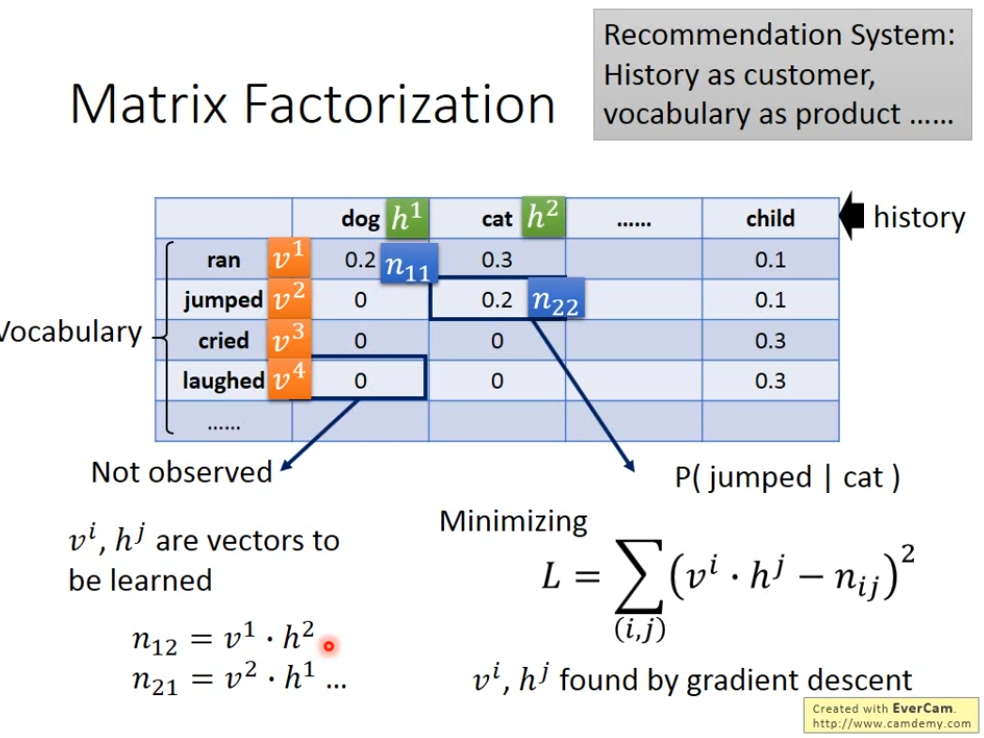 Recommendation System:
History as customer,
vocabulary as product ……
Matrix Factorization
dog h¹ cat h² …… child
history
ran v¹ 0.2 n₁₁ 0.3 0.1
jumped v² 0 0.2 n₂₂ 0.1
Vocabulary
cried v³ 0 0 0.3
laughed v⁴ 0 0 0.3
……
Not observed
P( jumped | cat )
vⁱ, hʲ are vectors to
be learned
Minimizing
L = ∑(i,j) (vⁱ · hʲ − nᵢⱼ)²
n₁₂ = v¹ · h²
n₂₁ = v² · h¹ …
vⁱ, hʲ found by gradient descent
Created with EverCam.
http://www.camdemy.com